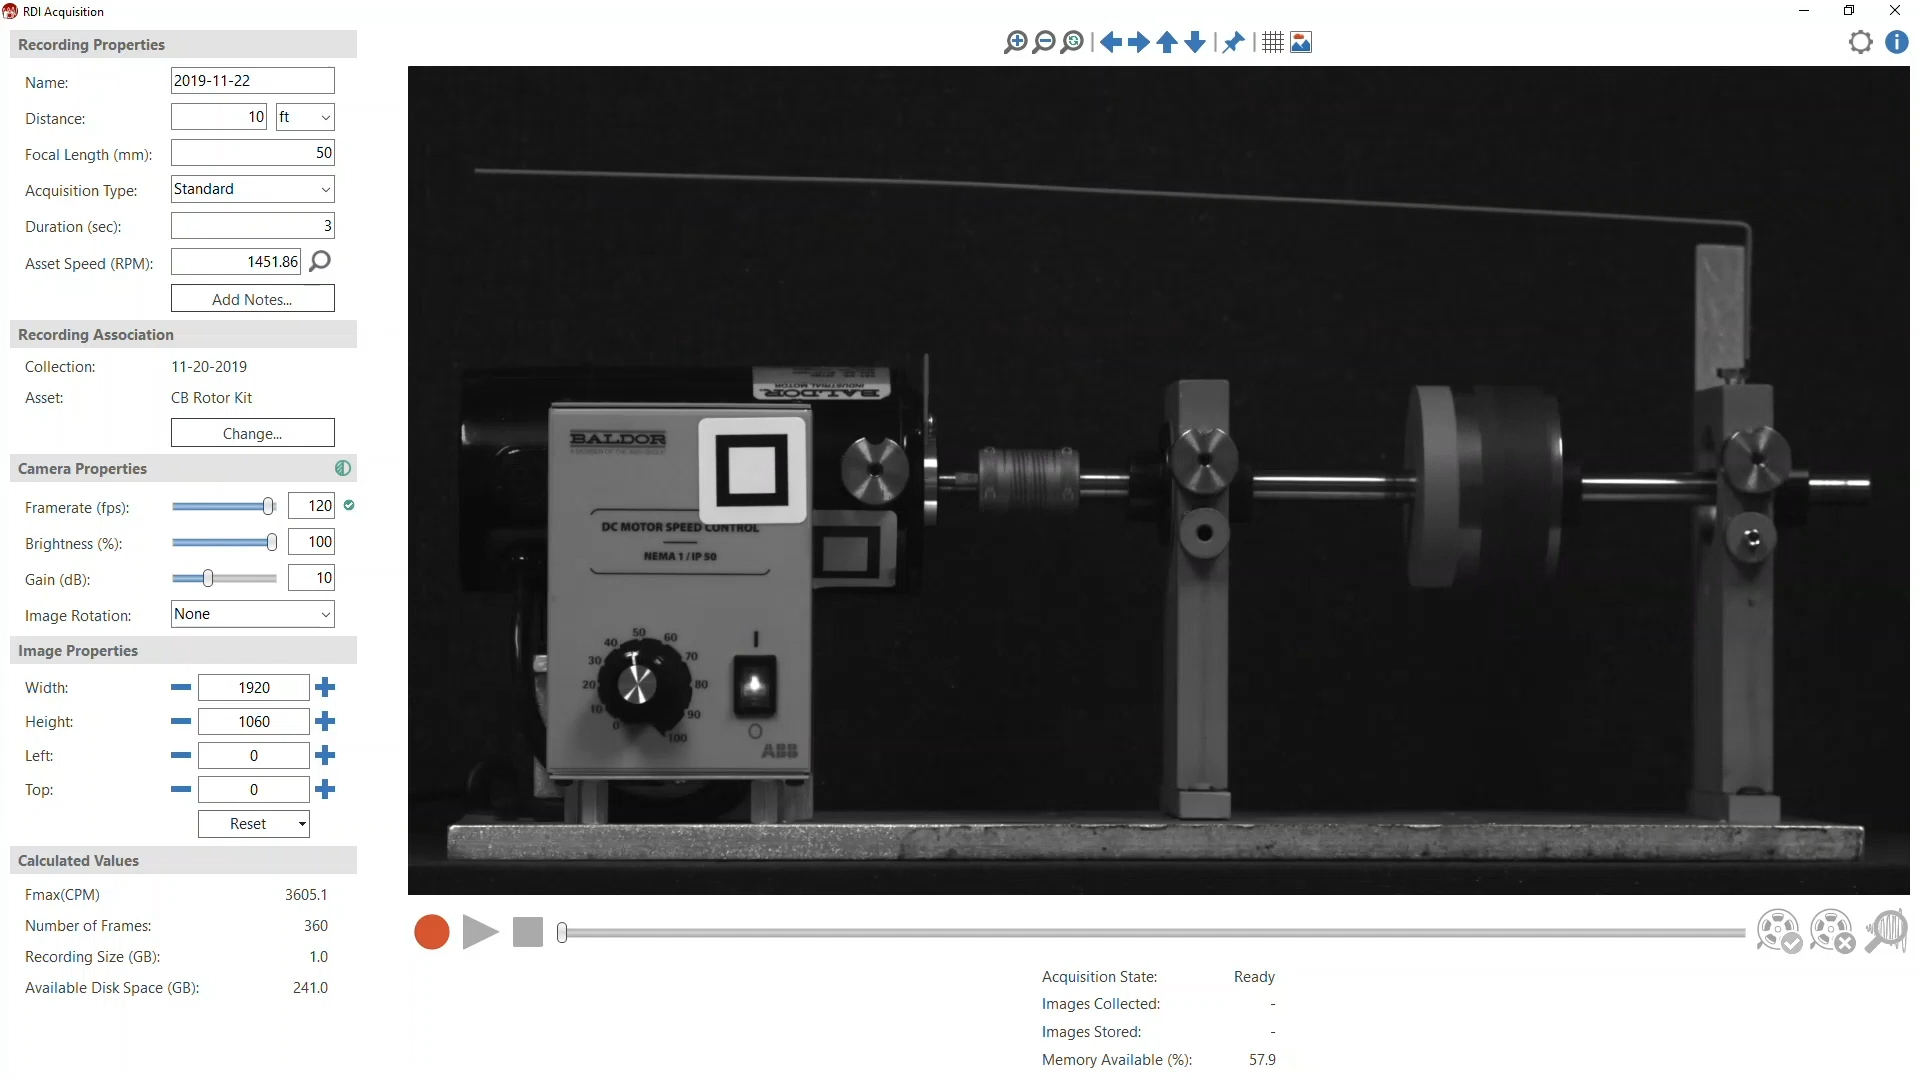 RDI Acquisition
Recording Properties
Name: 2019-11-22
Distance: 10 ft
Focal Length (mm): 50
Acquisition Type: Standard
Duration (sec): 3
Asset Speed (RPM): 1451.86
Add Notes...
Recording Association
Collection: 11-20-2019
Asset: CB Rotor Kit
Change...
Camera Properties
Framerate (fps): 120
Brightness (%): 100
Gain (dB): 10
Image Rotation: None
Image Properties
Width: 1920
Height: 1060
Left: 0
Top: 0
Reset
Calculated Values
Fmax(CPM) 3605.1
Number of Frames: 360
Recording Size (GB): 1.0
Available Disk Space (GB): 241.0
INDUSTRIAL MOTOR
BALDOR
BALDOR
DC MOTOR SPEED CONTROL
NEMA 1 / IP 50
0
10
20
30
40
50
60
70
80
90
100
I
O
ABB
Acquisition State: Ready
Images Collected: -
Images Stored: -
Memory Available (%): 57.9